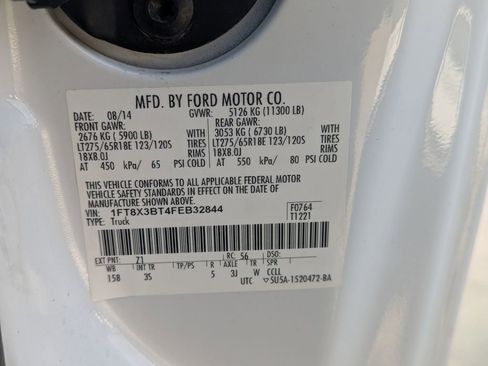 MFD. BY FORD MOTOR CO.
DATE: 08/14 GVWR: 5126 KG (11300 LB)
FRONT GAWR: REAR GAWR:
2676 KG ( 5900 LB) WITH 3053 KG ( 6730 LB) WITH
LT275/65R18E 123/120S TIRES LT275/65R18E 123/120S TIRES
18X8.0J RIMS 18X8.0J RIMS
AT 450 kPa/ 65 PSI COLD AT 550 kPa/ 80 PSI COLD
THIS VEHICLE CONFORMS TO ALL APPLICABLE FEDERAL MOTOR
VEHICLE SAFETY STANDARDS IN EFFECT ON THE DATE OF
MANUFACTURE SHOWN ABOVE.
VIN: 1FT8X3BT4FEB32844 F0764
TYPE: Truck T1221
EXT PNT: Z1 RC: 56 DSO:
WB INT TR TP/PS R AXLE TR SPR
158 3S 5 3J W CCLL
UTC ▽5U5A-1520472-BA